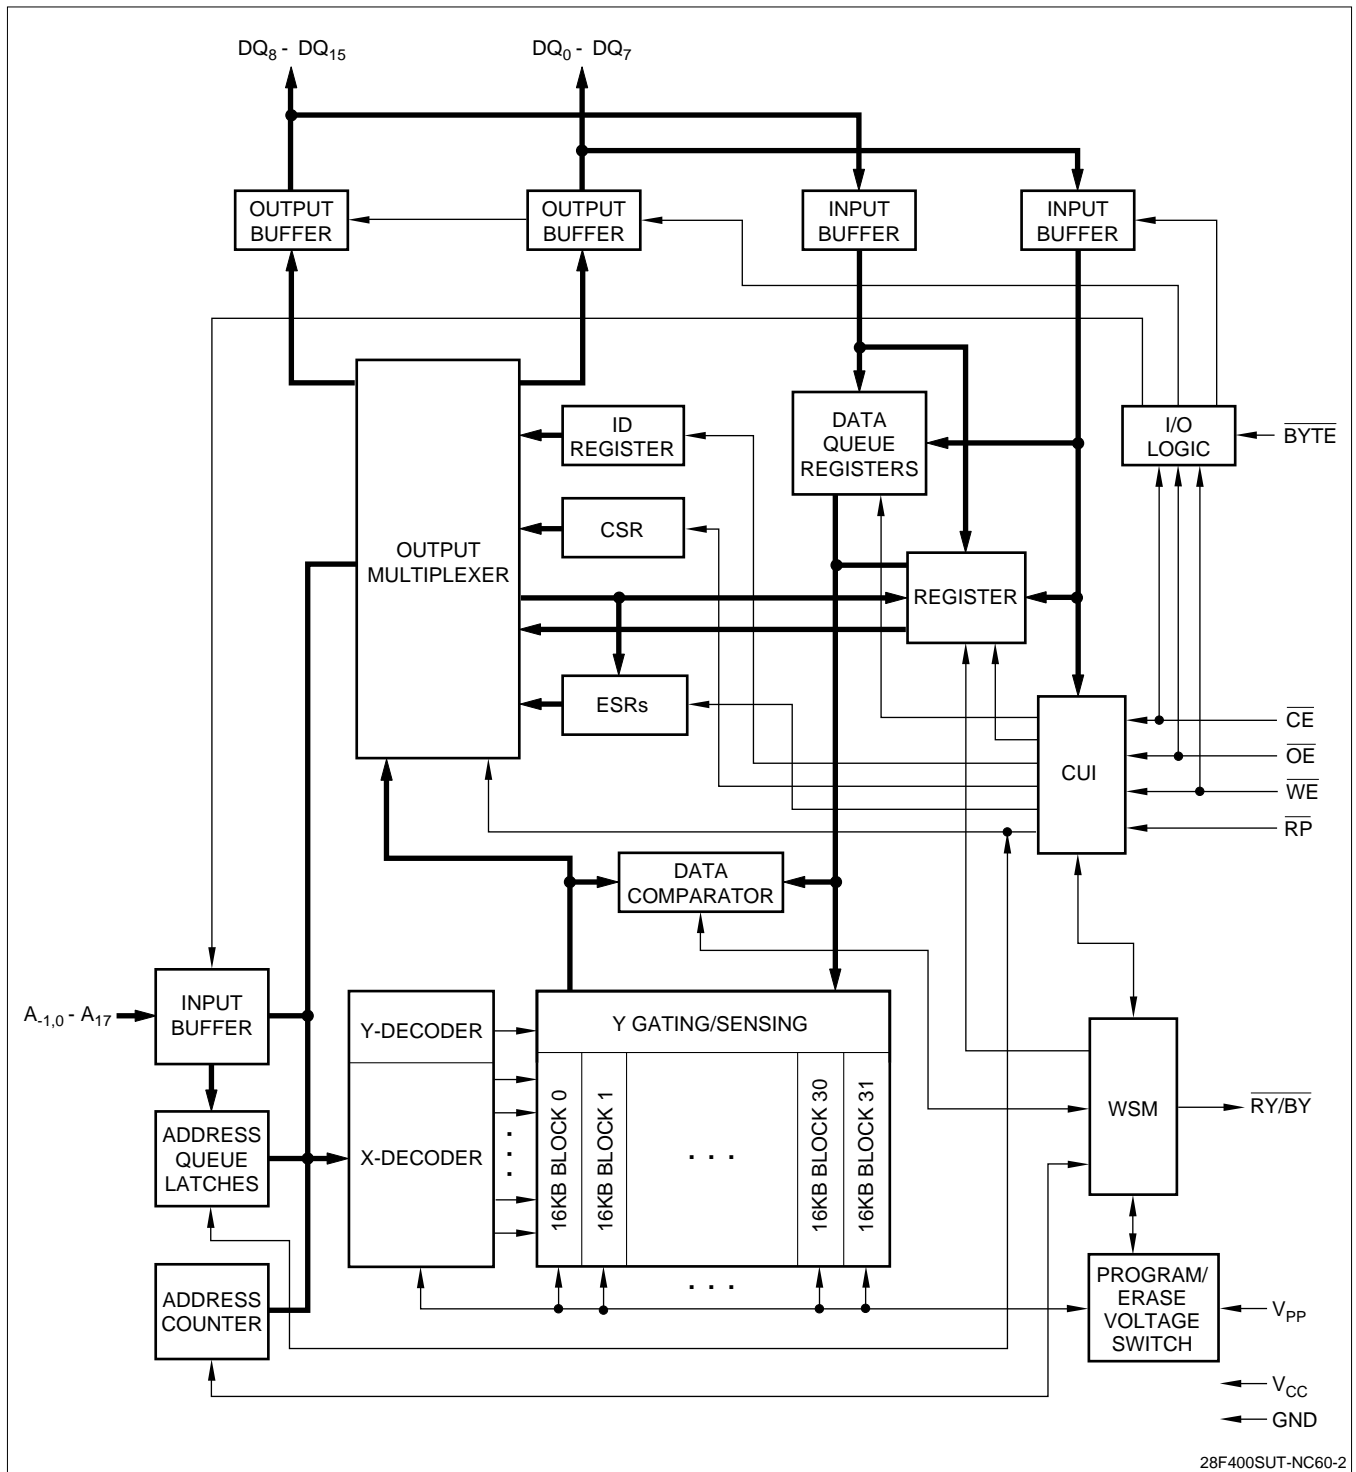 DQ8 - DQ15
DQ0 - DQ7
OUTPUT
BUFFER
OUTPUT
BUFFER
INPUT
BUFFER
INPUT
BUFFER
ID
REGISTER
DATA
QUEUE
REGISTERS
I/O
LOGIC
BYTE
CSR
OUTPUT
MULTIPLEXER
REGISTER
ESRs
CUI
CE
OE
WE
RP
DATA
COMPARATOR
A-1,0 - A17
INPUT
BUFFER
Y-DECODER
Y GATING/SENSING
ADDRESS
QUEUE
LATCHES
X-DECODER
16KB BLOCK 0
16KB BLOCK 1
. . .
16KB BLOCK 30
16KB BLOCK 31
WSM
RY/BY
ADDRESS
COUNTER
. . .
PROGRAM/
ERASE
VOLTAGE
SWITCH
VPP
VCC
GND
28F400SUT-NC60-2